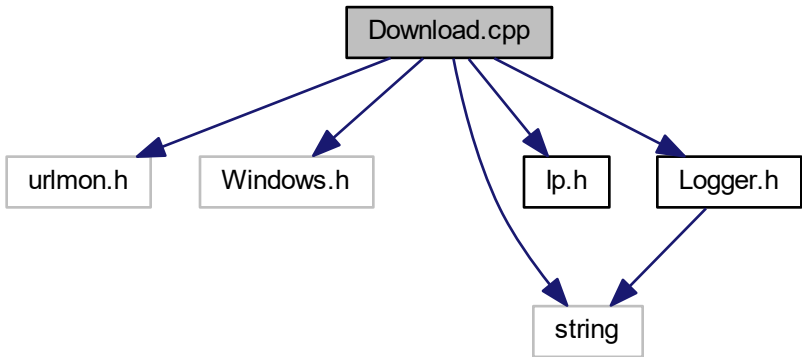 Download.cpp
urlmon.h
Windows.h
Ip.h
Logger.h
string